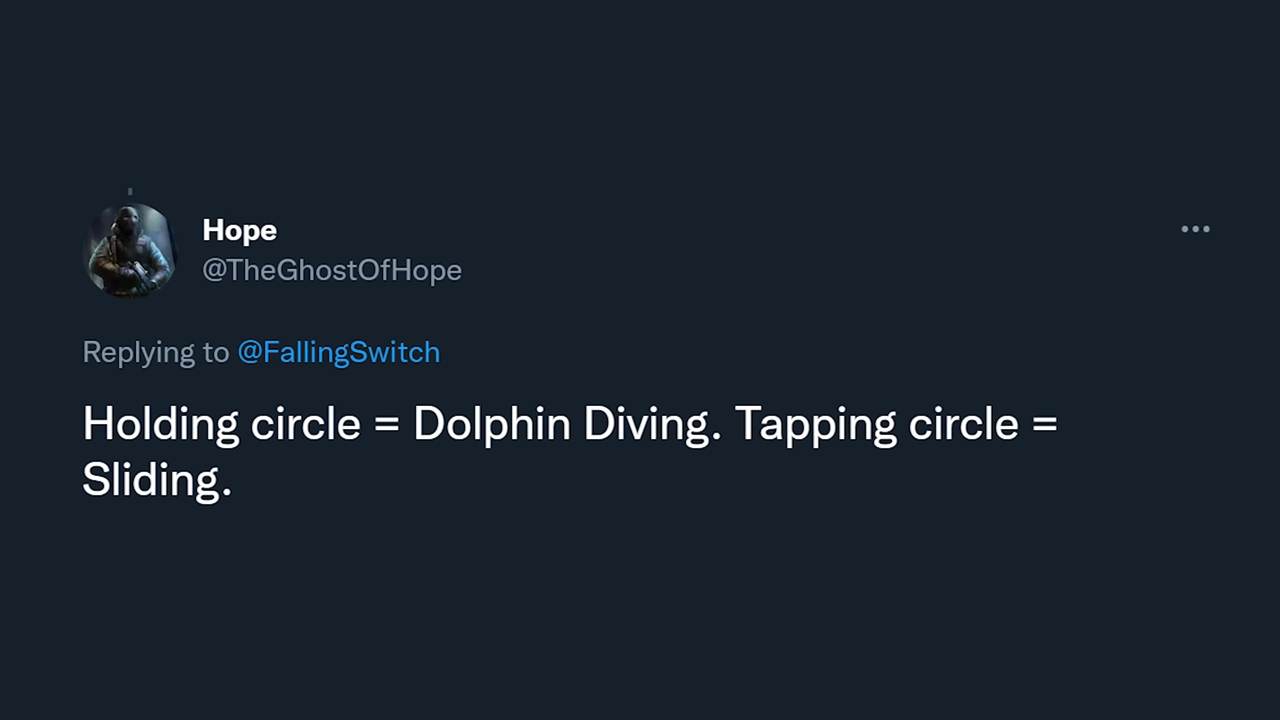 Hope
@TheGhostOfHope
Replying to @FallingSwitch
Holding circle = Dolphin Diving. Tapping circle =
Sliding.